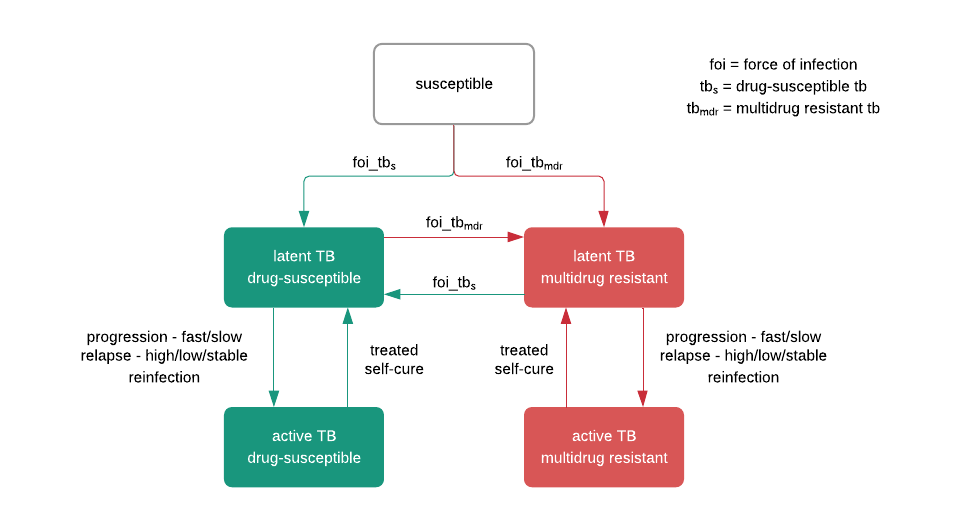 susceptible
foi = force of infection
tbs = drug-susceptible tb
tbmdr = multidrug resistant tb
foi_tbs
foi_tbmdr
foi_tbmdr
latent TB
drug-susceptible
latent TB
multidrug resistant
foi_tbs
progression - fast/slow
relapse - high/low/stable
reinfection
treated
self-cure
treated
self-cure
progression - fast/slow
relapse - high/low/stable
reinfection
active TB
drug-susceptible
active TB
multidrug resistant